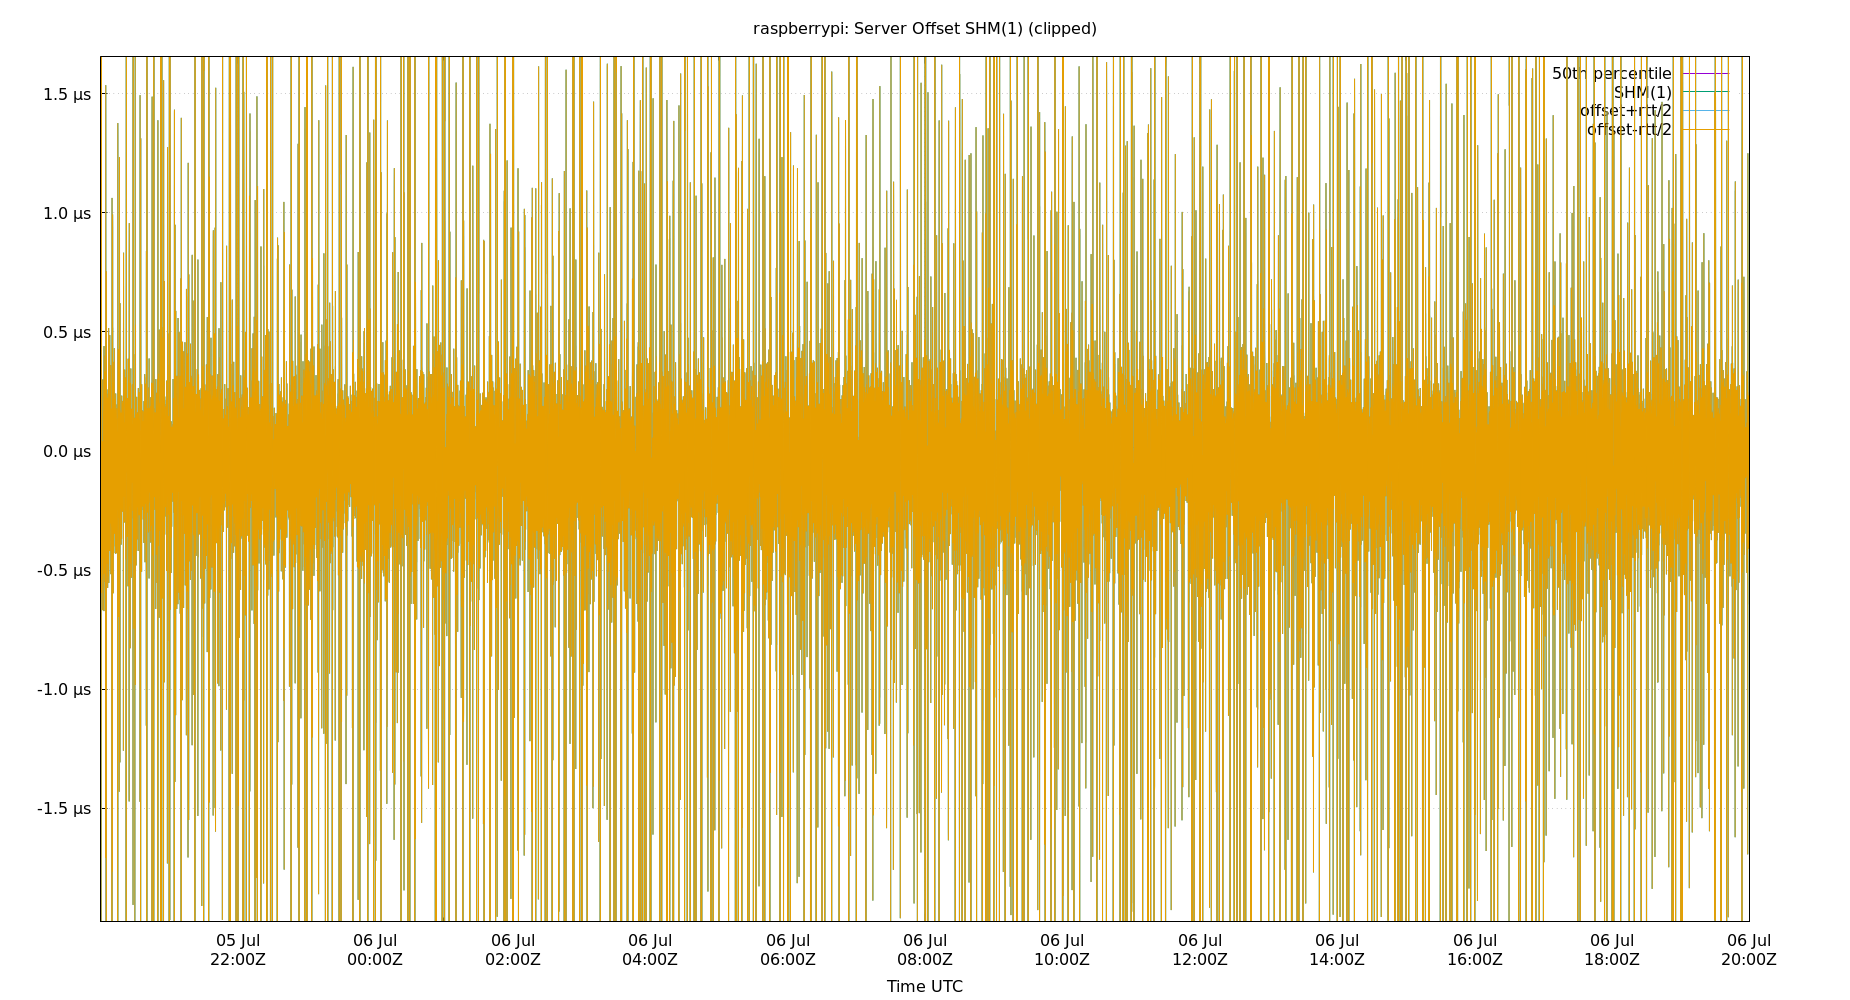 raspberrypi: Server Offset SHM(1) (clipped)
50th percentile
SHM(1)
offset+rtt/2
offset-rtt/2
1.5 µs
1.0 µs
0.5 µs
0.0 µs
-0.5 µs
-1.0 µs
-1.5 µs
05 Jul 06 Jul 06 Jul 06 Jul 06 Jul 06 Jul 06 Jul 06 Jul 06 Jul 06 Jul 06 Jul 06 Jul
22:00Z 00:00Z 02:00Z 04:00Z 06:00Z 08:00Z 10:00Z 12:00Z 14:00Z 16:00Z 18:00Z 20:00Z
Time UTC